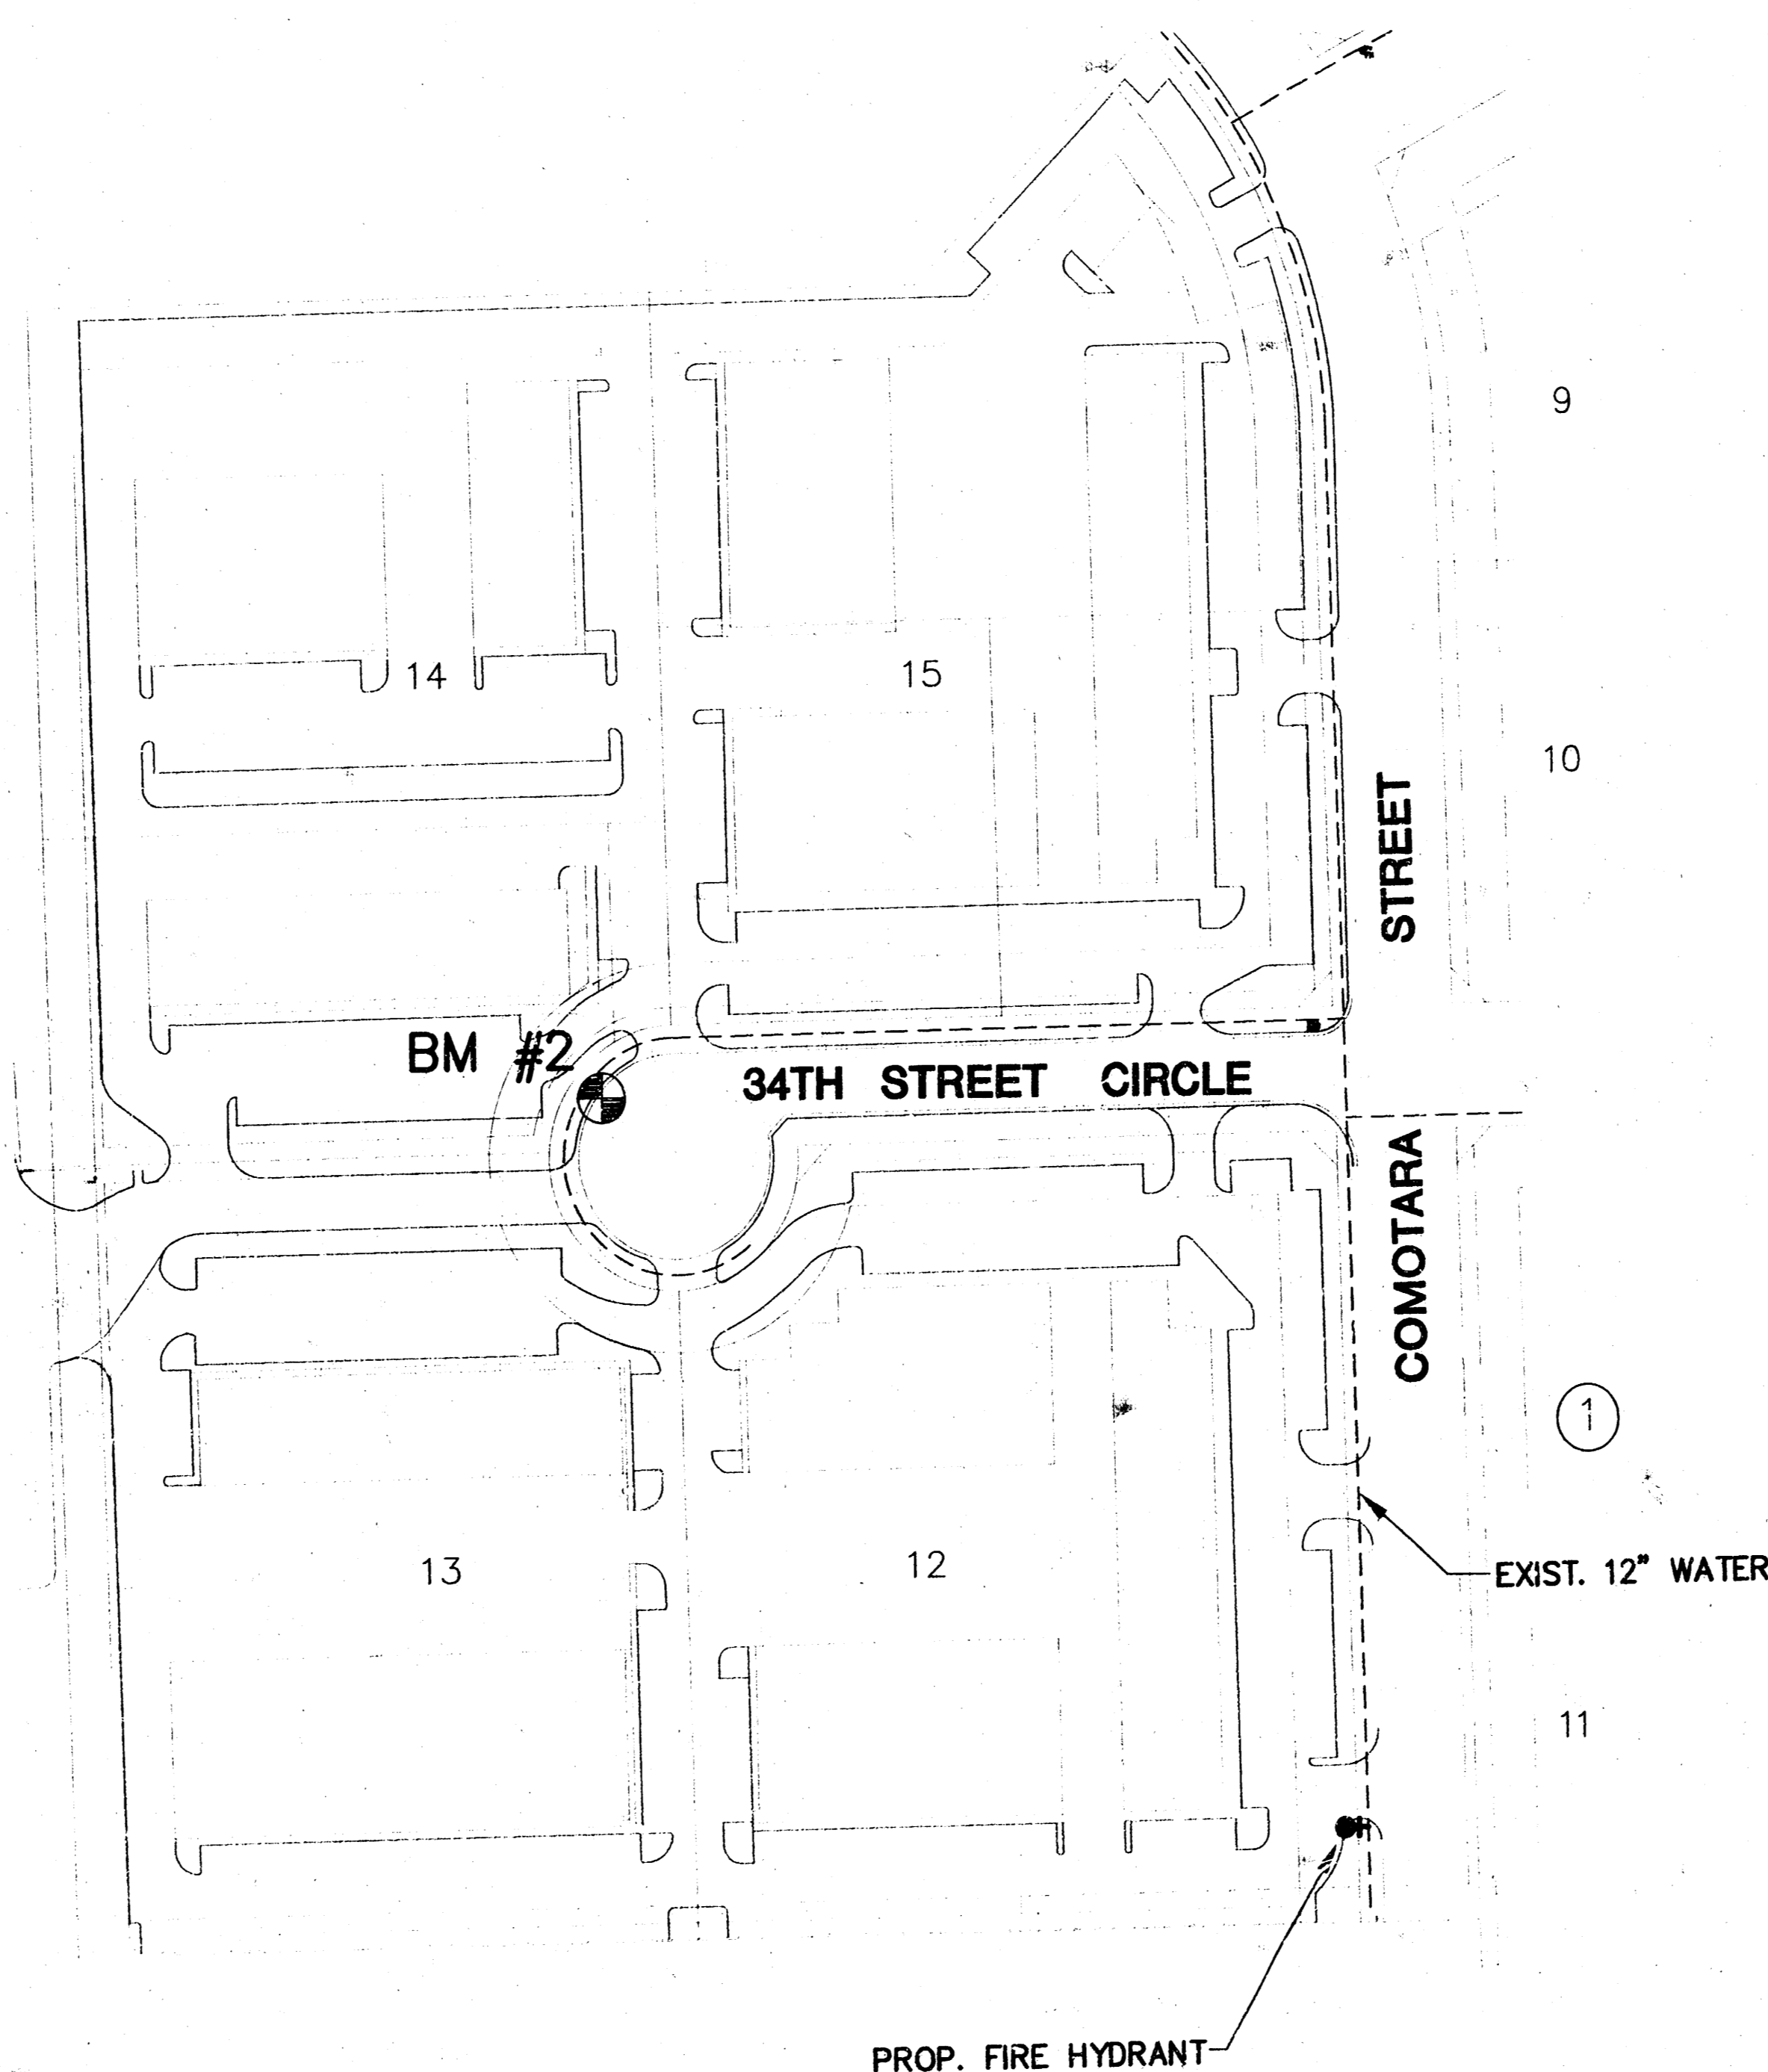 9
14
15
10
STREET
BM #2
34TH STREET CIRCLE
COMOTARA
1
13
12
EXIST. 12" WATER
11
PROP. FIRE HYDRANT